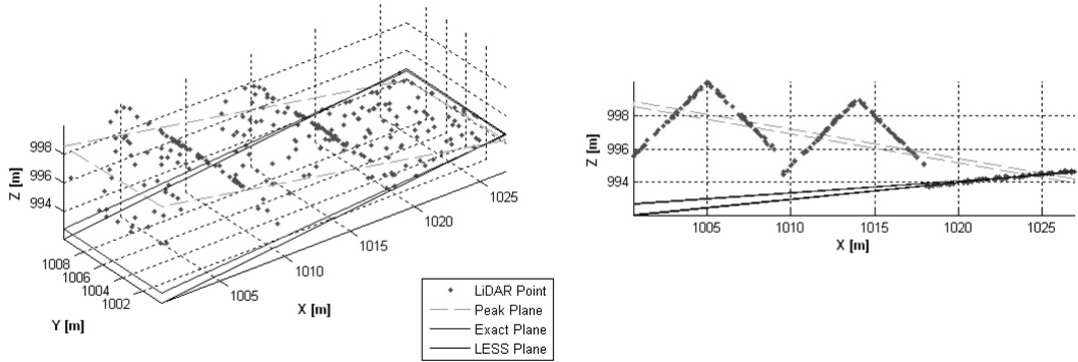 998
996
994
Z [m]
1008
1006
1004
1002
Y [m]
1005
1010
1015
1020
1025
X [m]
LiDAR Point
Peak Plane
Exact Plane
LESS Plane
998
996
994
Z [m]
1005
1010
1015
1020
1025
X [m]